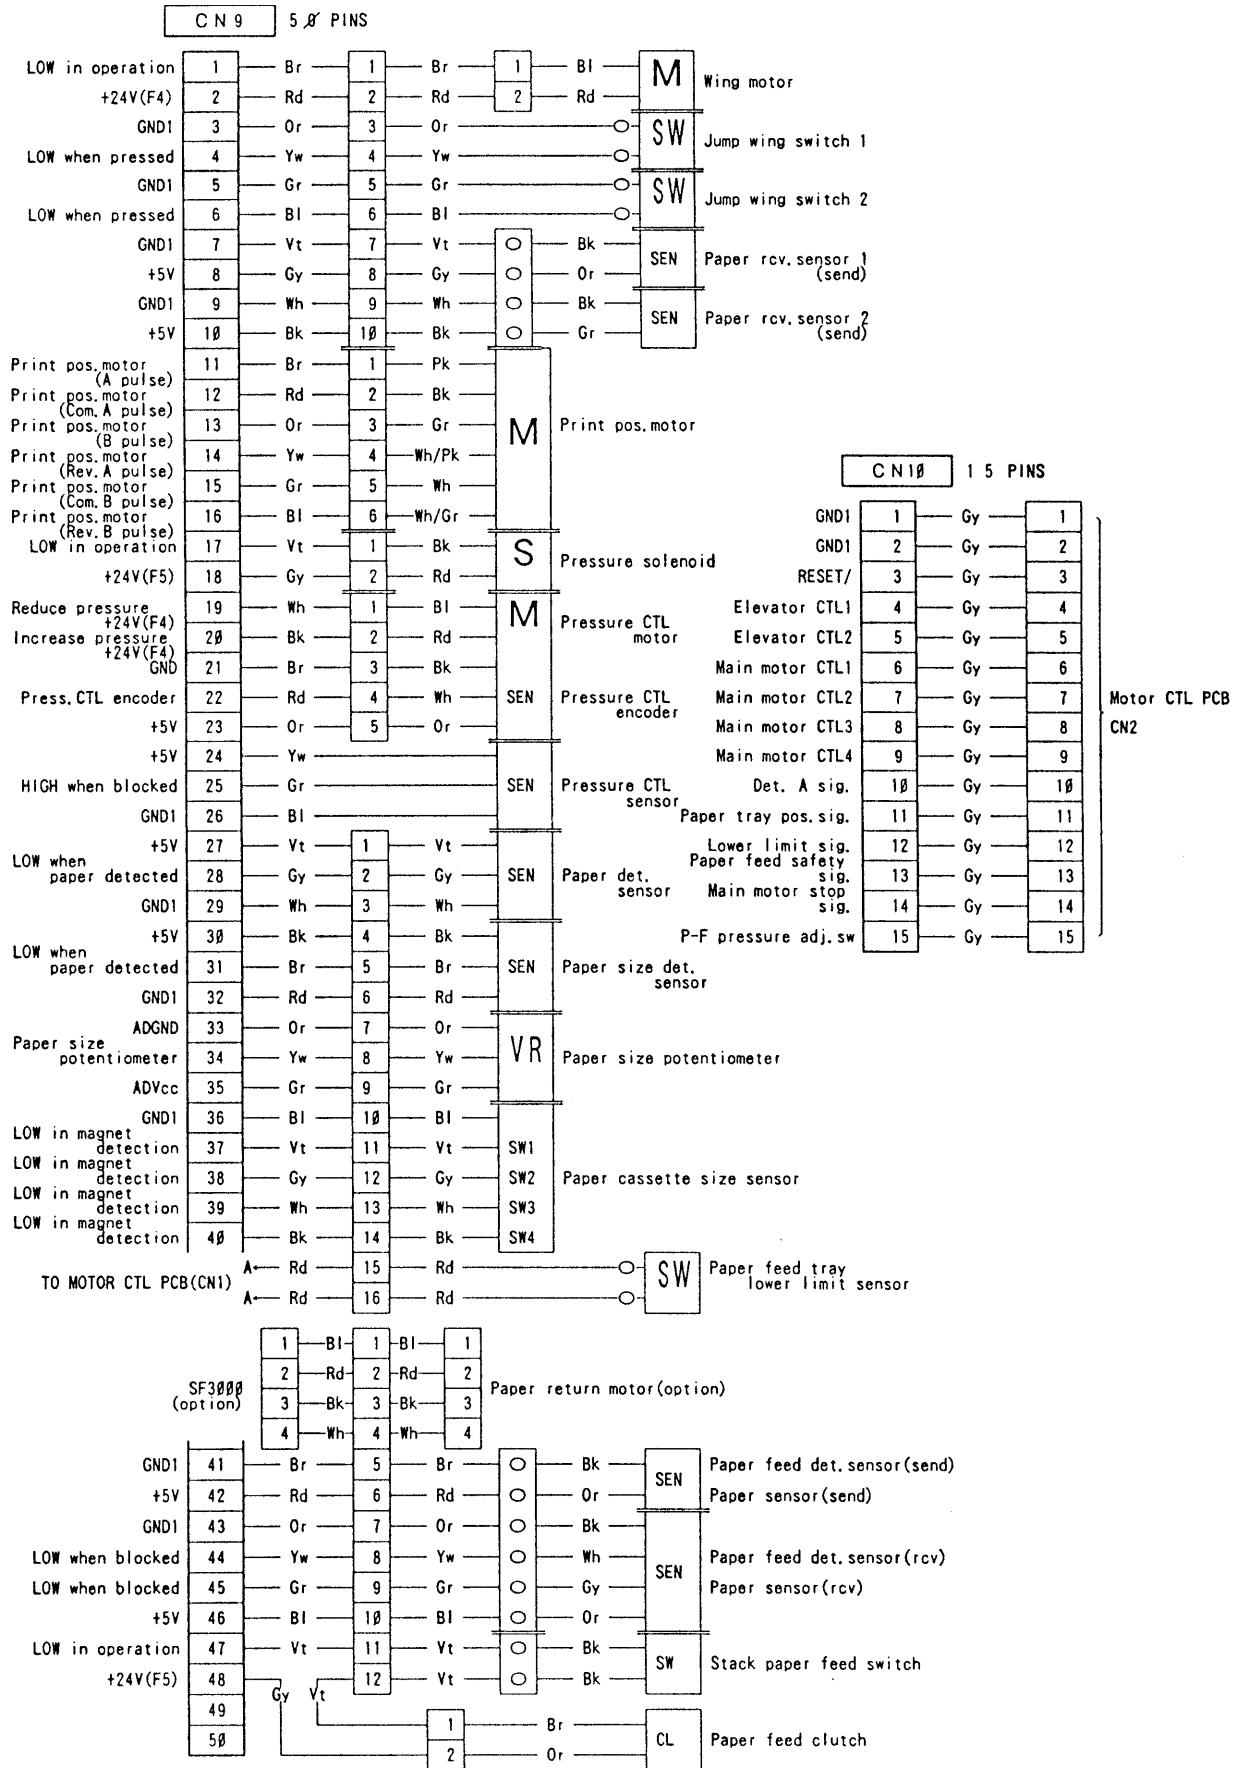 CN9 5Ø PINS
LOW in operation 1 Br 1 Br 1 Bl M Wing motor
+24V(F4) 2 Rd 2 Rd 2 Rd
GND1 3 Or 3 Or SW Jump wing switch 1
LOW when pressed 4 Yw 4 Yw
GND1 5 Gr 5 Gr SW Jump wing switch 2
LOW when pressed 6 Bl 6 Bl
GND1 7 Vt 7 Vt Bk SEN Paper rcv.sensor 1
+5V 8 Gy 8 Gy Or (send)
GND1 9 Wh 9 Wh Bk SEN Paper rcv.sensor 2
+5V 1Ø Bk 1Ø Bk Gr (send)
Print pos.motor 11 Br 1 Pk
(A pulse)
Print pos.motor 12 Rd 2 Bk
(Com.A pulse)
Print pos.motor 13 Or 3 Gr M Print pos.motor
(B pulse)
Print pos.motor 14 Yw 4 Wh/Pk
(Rev.A pulse)
Print pos.motor 15 Gr 5 Wh
(Com.B pulse)
Print pos.motor 16 Bl 6 Wh/Gr
(Rev.B pulse)
LOW in operation 17 Vt 1 Bk S Pressure solenoid
+24V(F5) 18 Gy 2 Rd
Reduce pressure 19 Wh 1 Bl M Pressure CTL
+24V(F4) motor
Increase pressure 2Ø Bk 2 Rd
+24V(F4)
GND 21 Br 3 Bk
Press.CTL encoder 22 Rd 4 Wh SEN Pressure CTL
encoder
+5V 23 Or 5 Or
+5V 24 Yw
HIGH when blocked 25 Gr SEN Pressure CTL
sensor
GND1 26 Bl
+5V 27 Vt 1 Vt
LOW when
paper detected 28 Gy 2 Gy SEN Paper det.
sensor
GND1 29 Wh 3 Wh
+5V 3Ø Bk 4 Bk
LOW when
paper detected 31 Br 5 Br SEN Paper size det.
sensor
GND1 32 Rd 6 Rd
ADGND 33 Or 7 Or
Paper size
potentiometer 34 Yw 8 Yw VR Paper size potentiometer
ADVcc 35 Gr 9 Gr
GND1 36 Bl 1Ø Bl
LOW in magnet
detection 37 Vt 11 Vt SW1
LOW in magnet
detection 38 Gy 12 Gy SW2 Paper cassette size sensor
LOW in magnet
detection 39 Wh 13 Wh SW3
LOW in magnet
detection 4Ø Bk 14 Bk SW4
A Rd 15 Rd SW Paper feed tray
TO MOTOR CTL PCB(CN1) lower limit sensor
A Rd 16 Rd
1 Bl 1 Bl 1
2 Rd 2 Rd 2
SF3ØØØ Paper return motor(option)
(option) 3 Bk 3 Bk 3
4 Wh 4 Wh 4
GND1 41 Br 5 Br Bk SEN Paper feed det.sensor(send)
+5V 42 Rd 6 Rd Or Paper sensor(send)
GND1 43 Or 7 Or Bk
LOW when blocked 44 Yw 8 Yw Wh SEN Paper feed det.sensor(rcv)
LOW when blocked 45 Gr 9 Gr Gy Paper sensor(rcv)
+5V 46 Bl 1Ø Bl Or
LOW in operation 47 Vt 11 Vt Bk SW Stack paper feed switch
+24V(F5) 48 12 Vt Bk
Gy Vt
49
5Ø
1 Br CL Paper feed clutch
2 Or
CN1Ø 15 PINS
GND1 1 Gy 1
GND1 2 Gy 2
RESET/ 3 Gy 3
Elevator CTL1 4 Gy 4
Elevator CTL2 5 Gy 5
Main motor CTL1 6 Gy 6
Main motor CTL2 7 Gy 7 Motor CTL PCB
Main motor CTL3 8 Gy 8 CN2
Main motor CTL4 9 Gy 9
Det. A sig. 1Ø Gy 1Ø
Paper tray pos.sig. 11 Gy 11
Lower limit sig. 12 Gy 12
Paper feed safety
sig. 13 Gy 13
Main motor stop
sig. 14 Gy 14
P-F pressure adj.sw 15 Gy 15